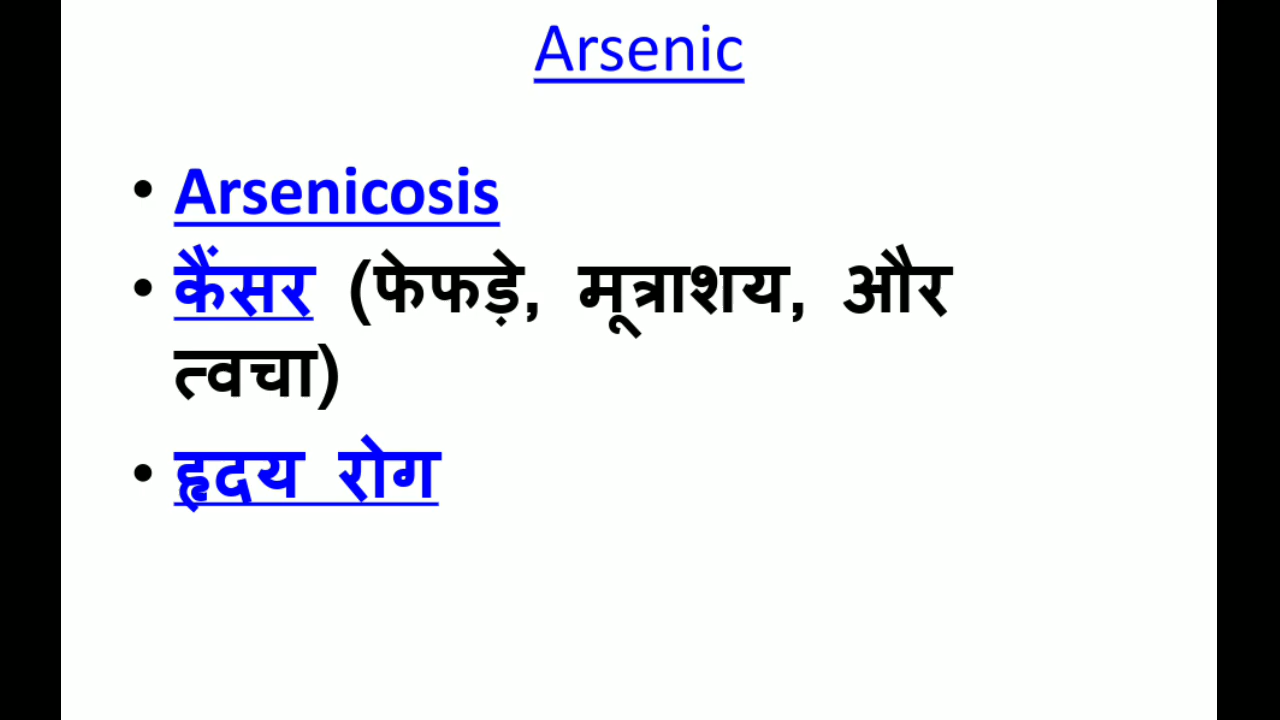 Arsenic
• Arsenicosis
• कैंसर (फेफड़े, मूत्राशय, और
त्वचा)
• हृदय रोग